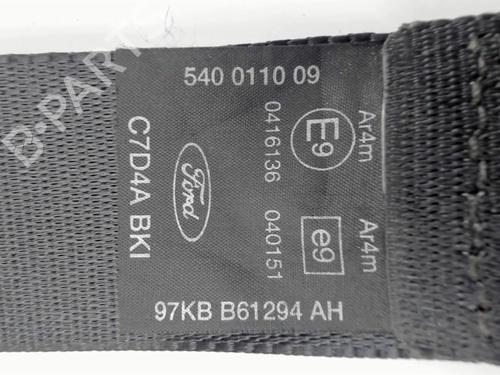 540 0110 09
C7D4A BKI
Ford
0416136
E9
Ar4m
040151
e9
Ar4m
97KB B61294 AH
B-PARTS